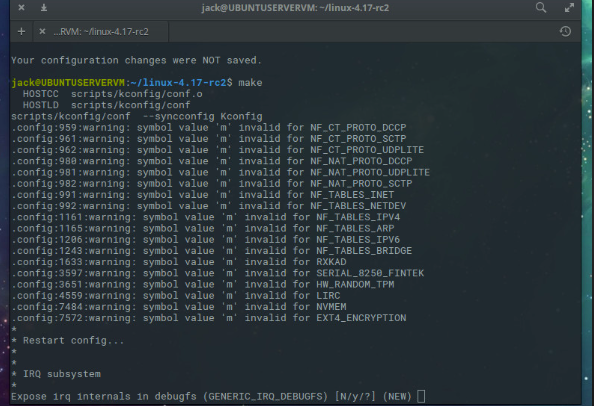 jack@UBUNTUSERVERVM: ~/linux-4.17-rc2
...RVM: ~/linux-4.17-rc2
Your configuration changes were NOT saved.
jack@UBUNTUSERVERVM:~/linux-4.17-rc2$ make
HOSTCC scripts/kconfig/conf.o
HOSTLD scripts/kconfig/conf
scripts/kconfig/conf --syncconfig Kconfig
.config:959:warning: symbol value 'm' invalid for NF_CT_PROTO_DCCP
.config:961:warning: symbol value 'm' invalid for NF_CT_PROTO_SCTP
.config:962:warning: symbol value 'm' invalid for NF_CT_PROTO_UDPLITE
.config:980:warning: symbol value 'm' invalid for NF_NAT_PROTO_DCCP
.config:981:warning: symbol value 'm' invalid for NF_NAT_PROTO_UDPLITE
.config:982:warning: symbol value 'm' invalid for NF_NAT_PROTO_SCTP
.config:991:warning: symbol value 'm' invalid for NF_TABLES_INET
.config:992:warning: symbol value 'm' invalid for NF_TABLES_NETDEV
.config:1161:warning: symbol value 'm' invalid for NF_TABLES_IPV4
.config:1165:warning: symbol value 'm' invalid for NF_TABLES_ARP
.config:1206:warning: symbol value 'm' invalid for NF_TABLES_IPV6
.config:1243:warning: symbol value 'm' invalid for NF_TABLES_BRIDGE
.config:1633:warning: symbol value 'm' invalid for RXKAD
.config:3597:warning: symbol value 'm' invalid for SERIAL_8250_FINTEK
.config:3651:warning: symbol value 'm' invalid for HW_RANDOM_TPM
.config:4559:warning: symbol value 'm' invalid for LIRC
.config:7484:warning: symbol value 'm' invalid for NVMEM
.config:7572:warning: symbol value 'm' invalid for EXT4_ENCRYPTION
*
* Restart config...
*
*
* IRQ subsystem
*
Expose irq internals in debugfs (GENERIC_IRQ_DEBUGFS) [N/y/?] (NEW)